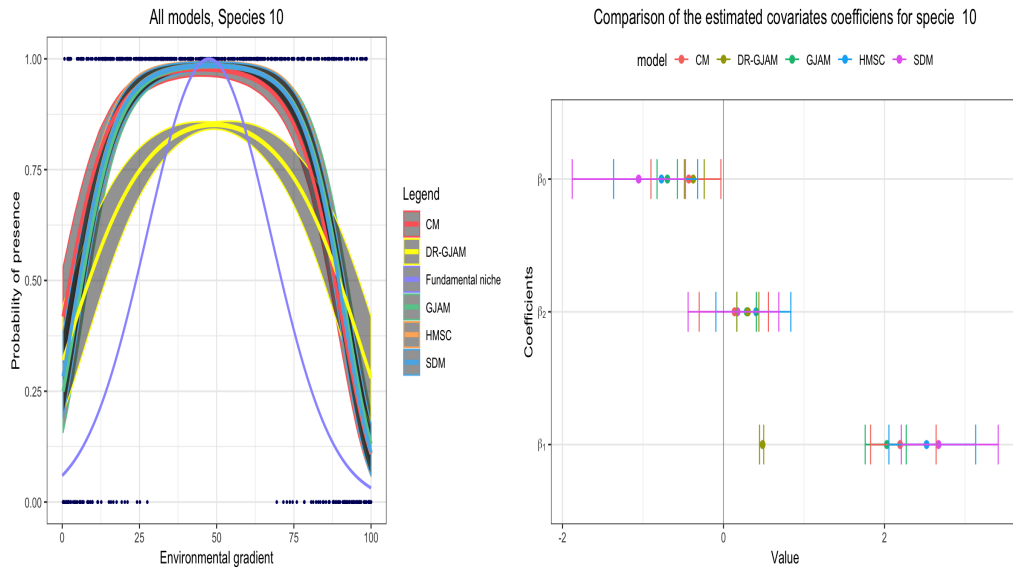 All models, Species 10
Probability of presence
1.00
0.75
0.50
0.25
0.00
0
25
50
75
100
Environmental gradient
Legend
CM
DR-GJAM
Fundamental niche
GJAM
HMSC
SDM
Comparison of the estimated covariates coefficiens for specie 10
model CM DR-GJAM GJAM HMSC SDM
Coefficients
β0
β2
β1
-2
0
2
Value